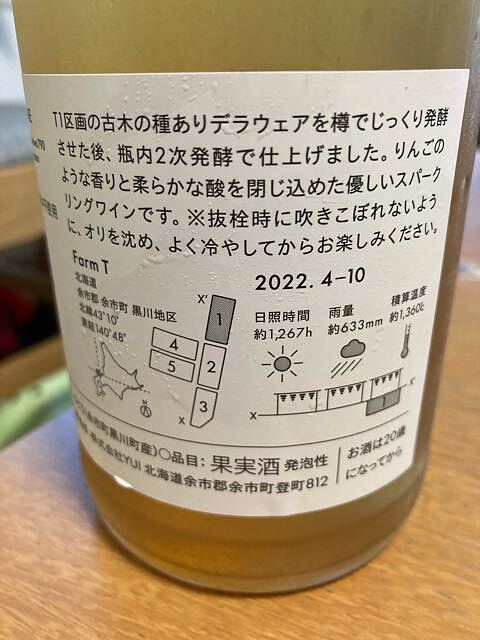 T1区画の古木の種ありデラウェアを樽でじっくり発酵
させた後、瓶内2次発酵で仕上げました。りんごの
ような香りと柔らかな酸を閉じ込めた優しいスパーク
リングワインです。※抜栓時に吹きこぼれないよう
に、オリを沈め、よく冷やしてからお楽しみください。
Farm T
北海道
余市郡 余市町 黒川地区
北緯43°10'
東経140°48'
N
X'
1
4
5
2
3
X
2022. 4–10
日照時間
約1,267h
雨量
約633mm
積算温度
約1,360℃
X
X'
1
余市町黒川町産)○品目: 果実酒 発泡性
株式会社YUI 北海道余市郡余市町登町812
お酒は20歳
になってから